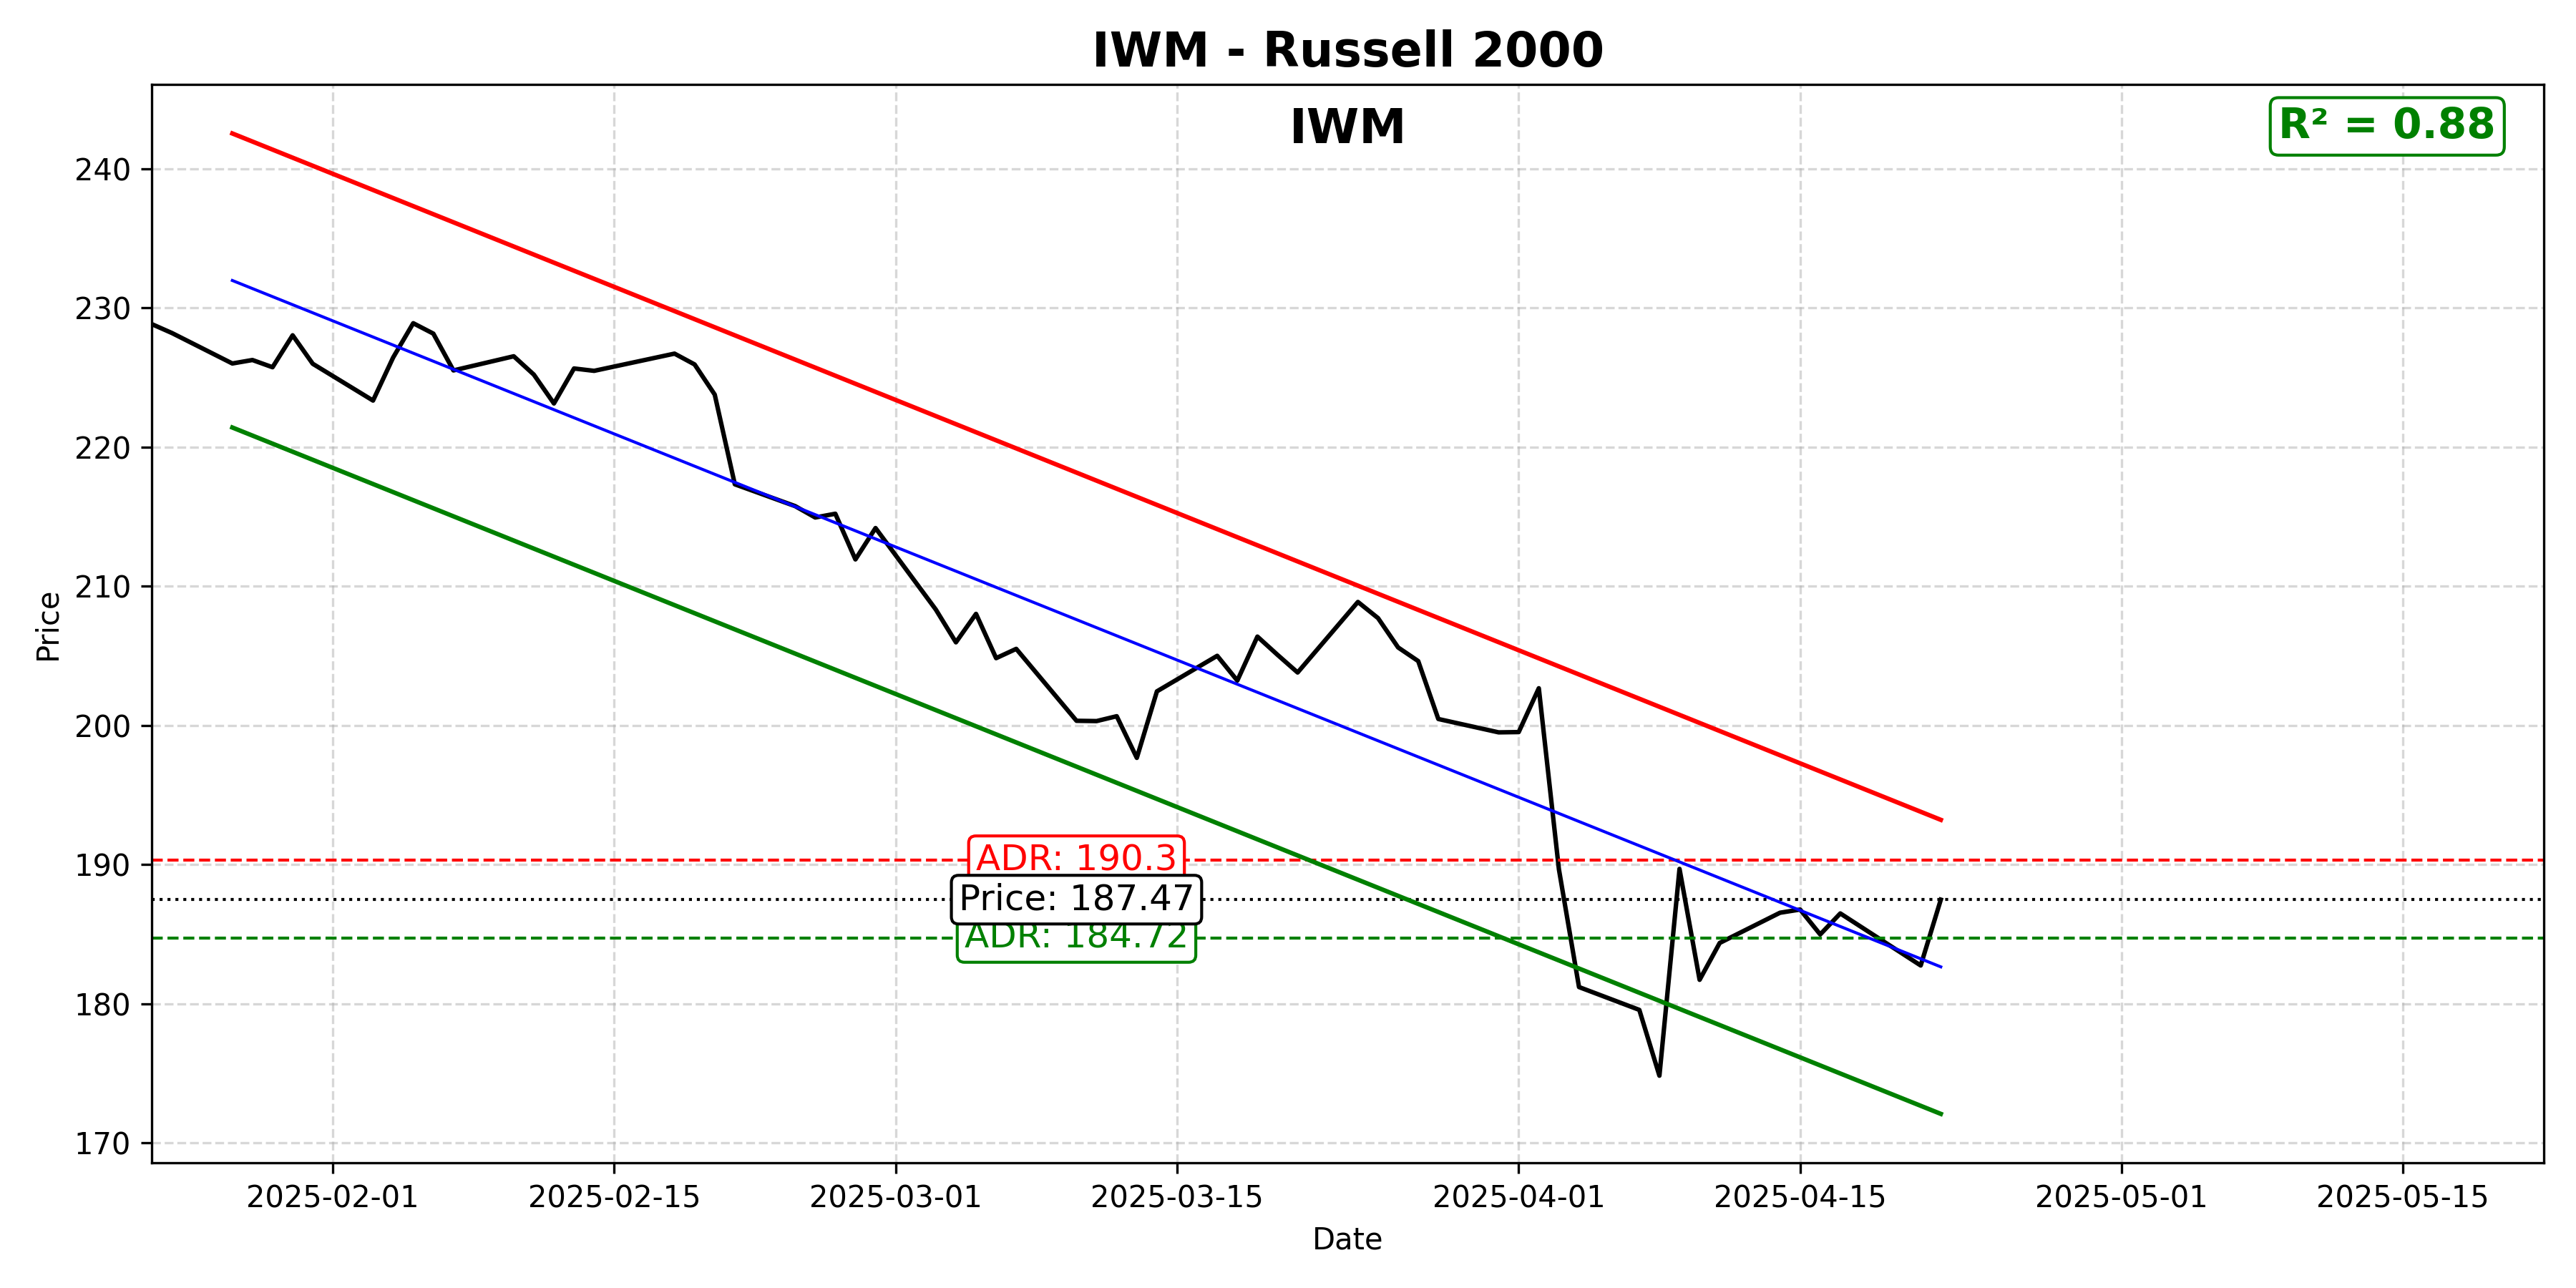 IWM - Russell 2000
IWM
R² = 0.88
240
230
220
210
200
190
180
170
Price
ADR: 190.3
Price: 187.47
ADR: 184.72
2025-02-01
2025-02-15
2025-03-01
2025-03-15
2025-04-01
2025-04-15
2025-05-01
2025-05-15
Date